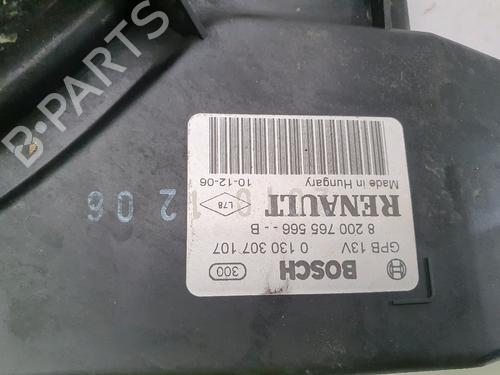 BOSCH 300
GPB 13V 0 130 307 107
8 200 765 566 - - B
RENAULT L78
10-12-06
Made in Hungary
B-PARTS